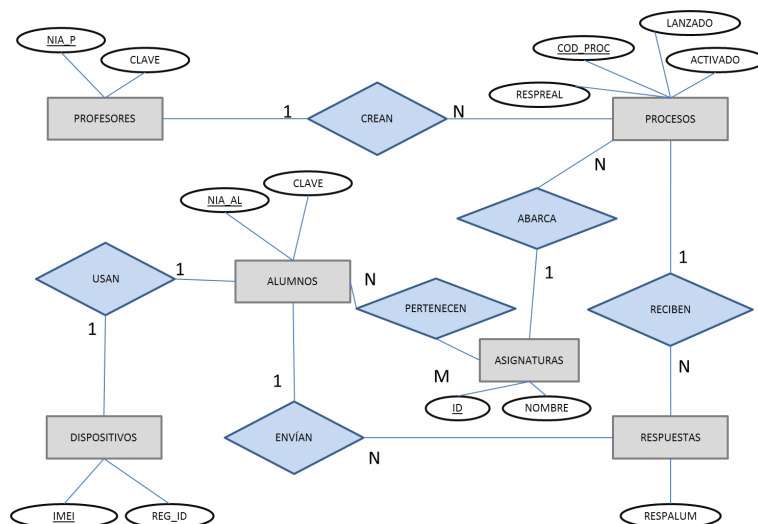 LANZADO
NIA_P
COD_PROC
CLAVE
ACTIVADO
RESPREAL
PROFESORES
1
CREAN
N
PROCESOS
N
CLAVE
NIA_AL
ABARCA
1
1
USAN
1
ALUMNOS
N
1
PERTENECEN
RECIBEN
1
ASIGNATURAS
N
M
1
ID
NOMBRE
DISPOSITIVOS
ENVÍAN
N
RESPUESTAS
IMEI
REG_ID
RESPALUM